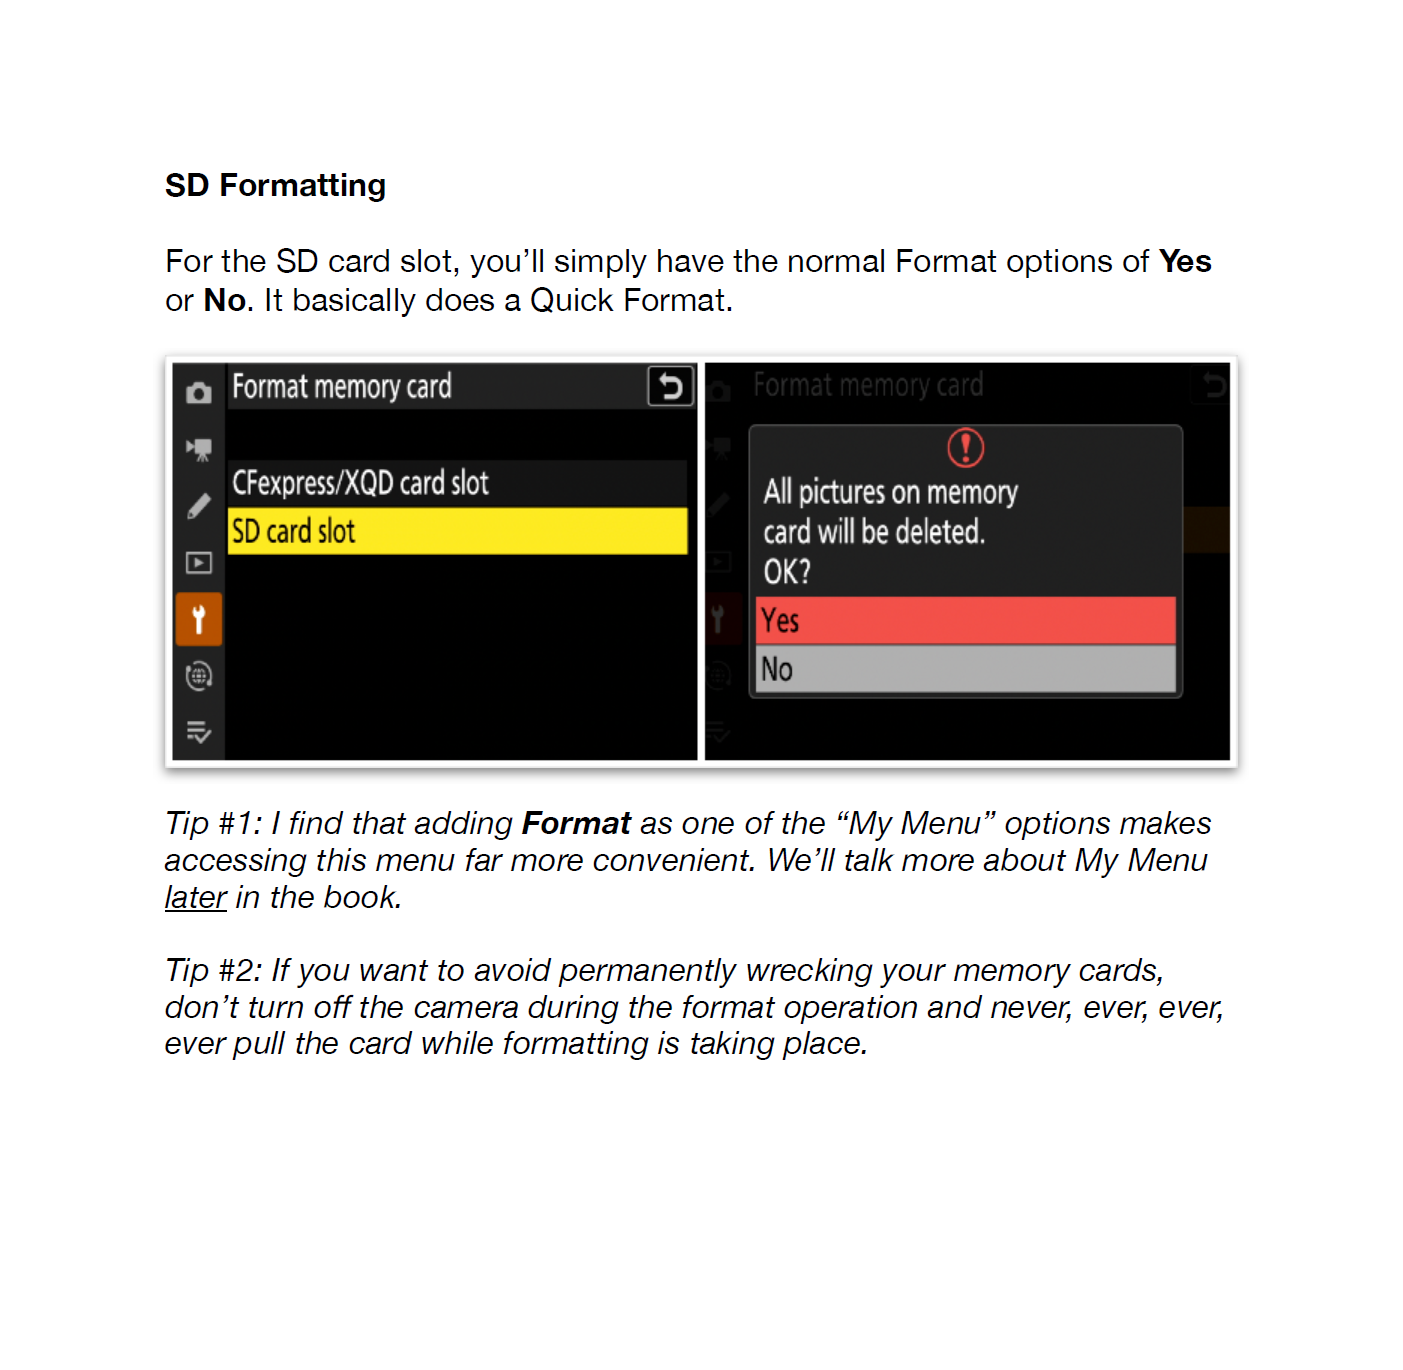 SD Formatting
For the SD card slot, you’ll simply have the normal Format options of Yes
or No. It basically does a Quick Format.
Format memory card
CFexpress/XQD card slot
SD card slot
Format memory card
All pictures on memory
card will be deleted.
OK?
Yes
No
Tip #1: I find that adding Format as one of the “My Menu” options makes
accessing this menu far more convenient. We’ll talk more about My Menu
later in the book.
Tip #2: If you want to avoid permanently wrecking your memory cards,
don’t turn off the camera during the format operation and never, ever, ever,
ever pull the card while formatting is taking place.